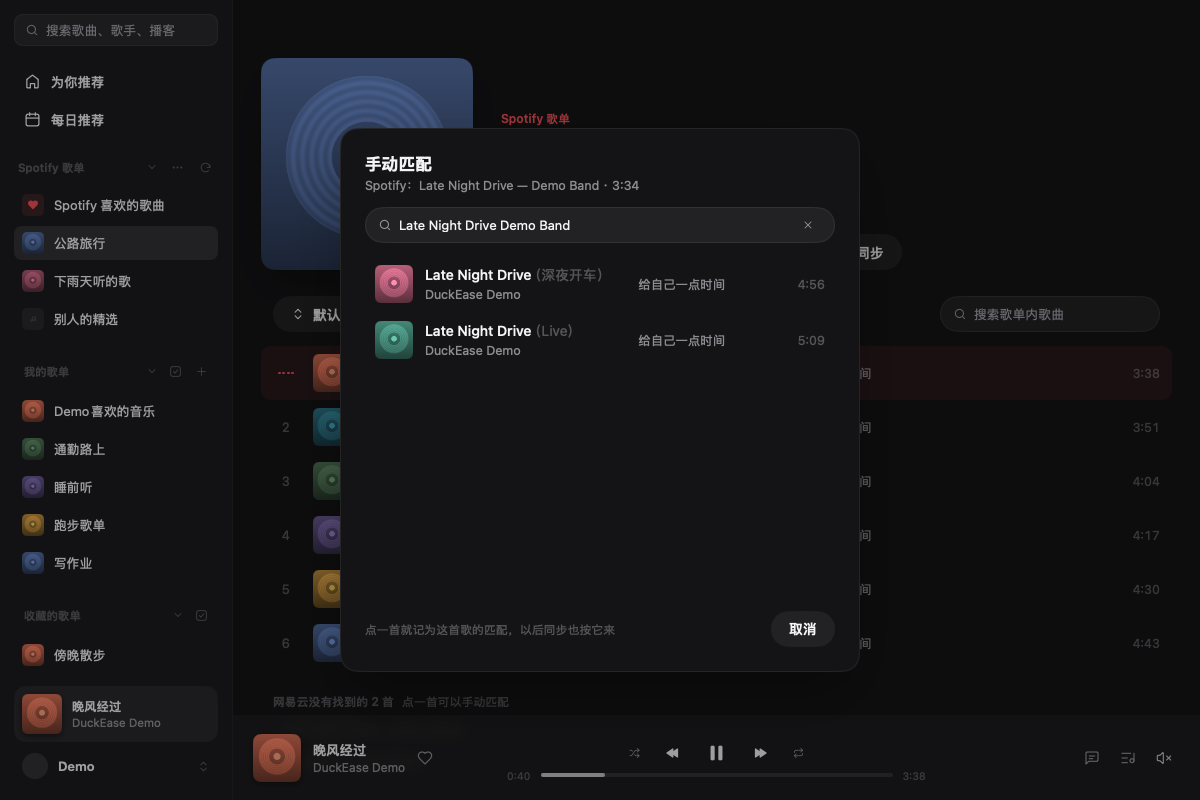 搜索歌曲、歌手、播客
为你推荐
每日推荐
Spotify 歌单
Spotify 喜欢的歌曲
公路旅行
下雨天听的歌
别人的精选
我的歌单
Demo喜欢的音乐
通勤路上
睡前听
跑步歌单
写作业
收藏的歌单
傍晚散步
晚风经过
DuckEase Demo
Demo
Spotify 歌单
同步
默认
搜索歌单内歌曲
间 3:38
2 间 3:51
3 间 4:04
4 间 4:17
5 间 4:30
6 间 4:43
网易云没有找到的 2 首 点一首可以手动匹配
手动匹配
Spotify: Late Night Drive — Demo Band · 3:34
Late Night Drive Demo Band
Late Night Drive (深夜开车)
DuckEase Demo
给自己一点时间
4:56
Late Night Drive (Live)
DuckEase Demo
给自己一点时间
5:09
点一首就记为这首歌的匹配，以后同步也按它来
取消
晚风经过
DuckEase Demo
0:40
3:38